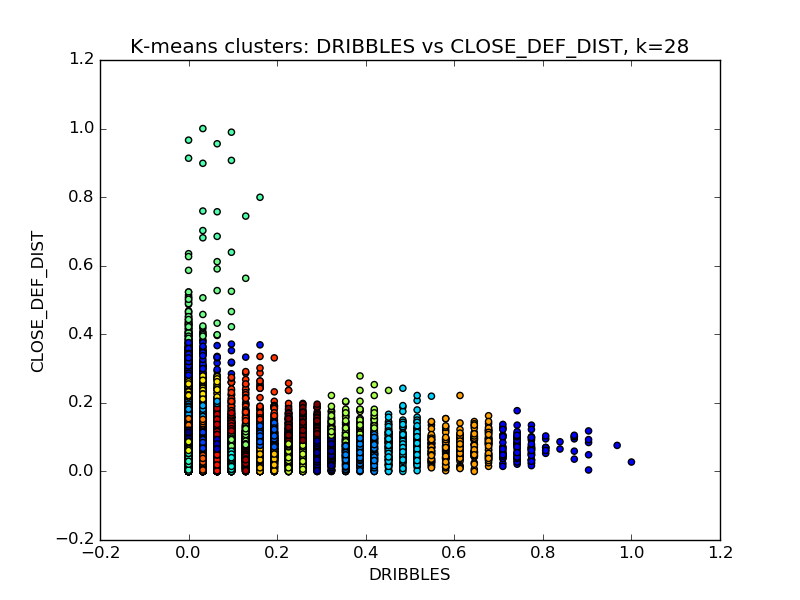 K-means clusters: DRIBBLES vs CLOSE_DEF_DIST, k=28
1.2
1.0
0.8
0.6
0.4
0.2
0.0
−0.2
CLOSE_DEF_DIST
−0.2 0.0 0.2 0.4 0.6 0.8 1.0 1.2
DRIBBLES